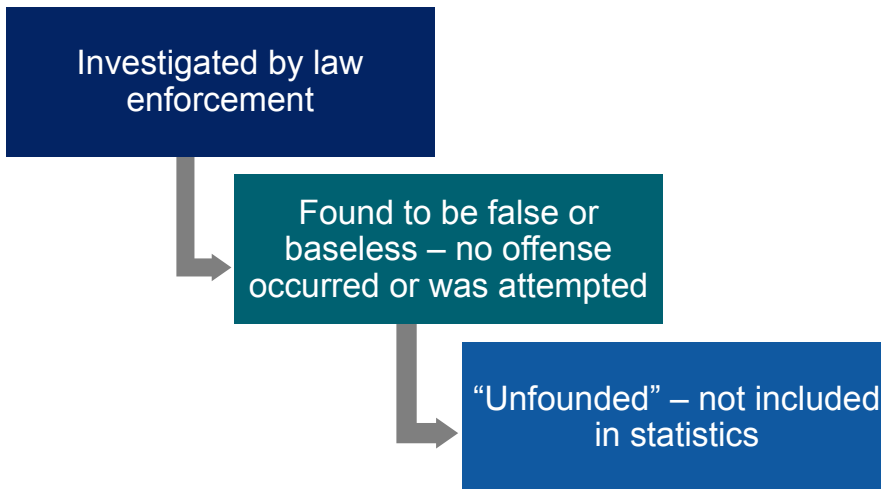 Investigated by law
enforcement
Found to be false or
baseless – no offense
occurred or was attempted
“Unfounded” – not included
in statistics